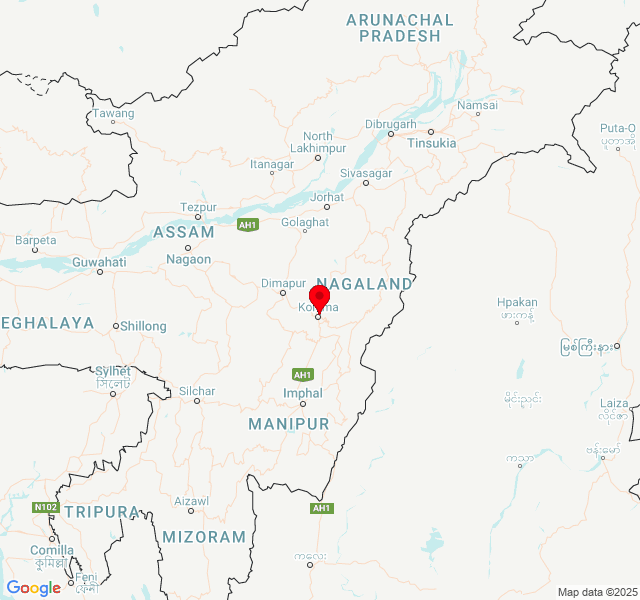 ARUNACHAL
PRADESH
Namsai
Tawang
Dibrugarh
Tinsukia
Puta-O
ပူတာအို
North
Lakhimpur
Itanagar
Sivasagar
Jorhat
Tezpur
Golaghat
AH1
ASSAM
Barpeta
Nagaon
Guwahati
Dimapur
NAGALAND
Hpakan
ဖားကန့်
EGHALAYA
Shillong
မြစ်ကြီးနား
Sylhet
সিলেট
AH1
Silchar
Imphal
မိုင်းညှင်း
Laiza
လိုင်ဇာ
MANIPUR
ဗန်းမော်
ကသာ
Aizawl
N102
TRIPURA
AH1
MIZORAM
Comilla
কুমিল্লা
ကလေး
Feni
ফেনী
Google
Map data ©2025